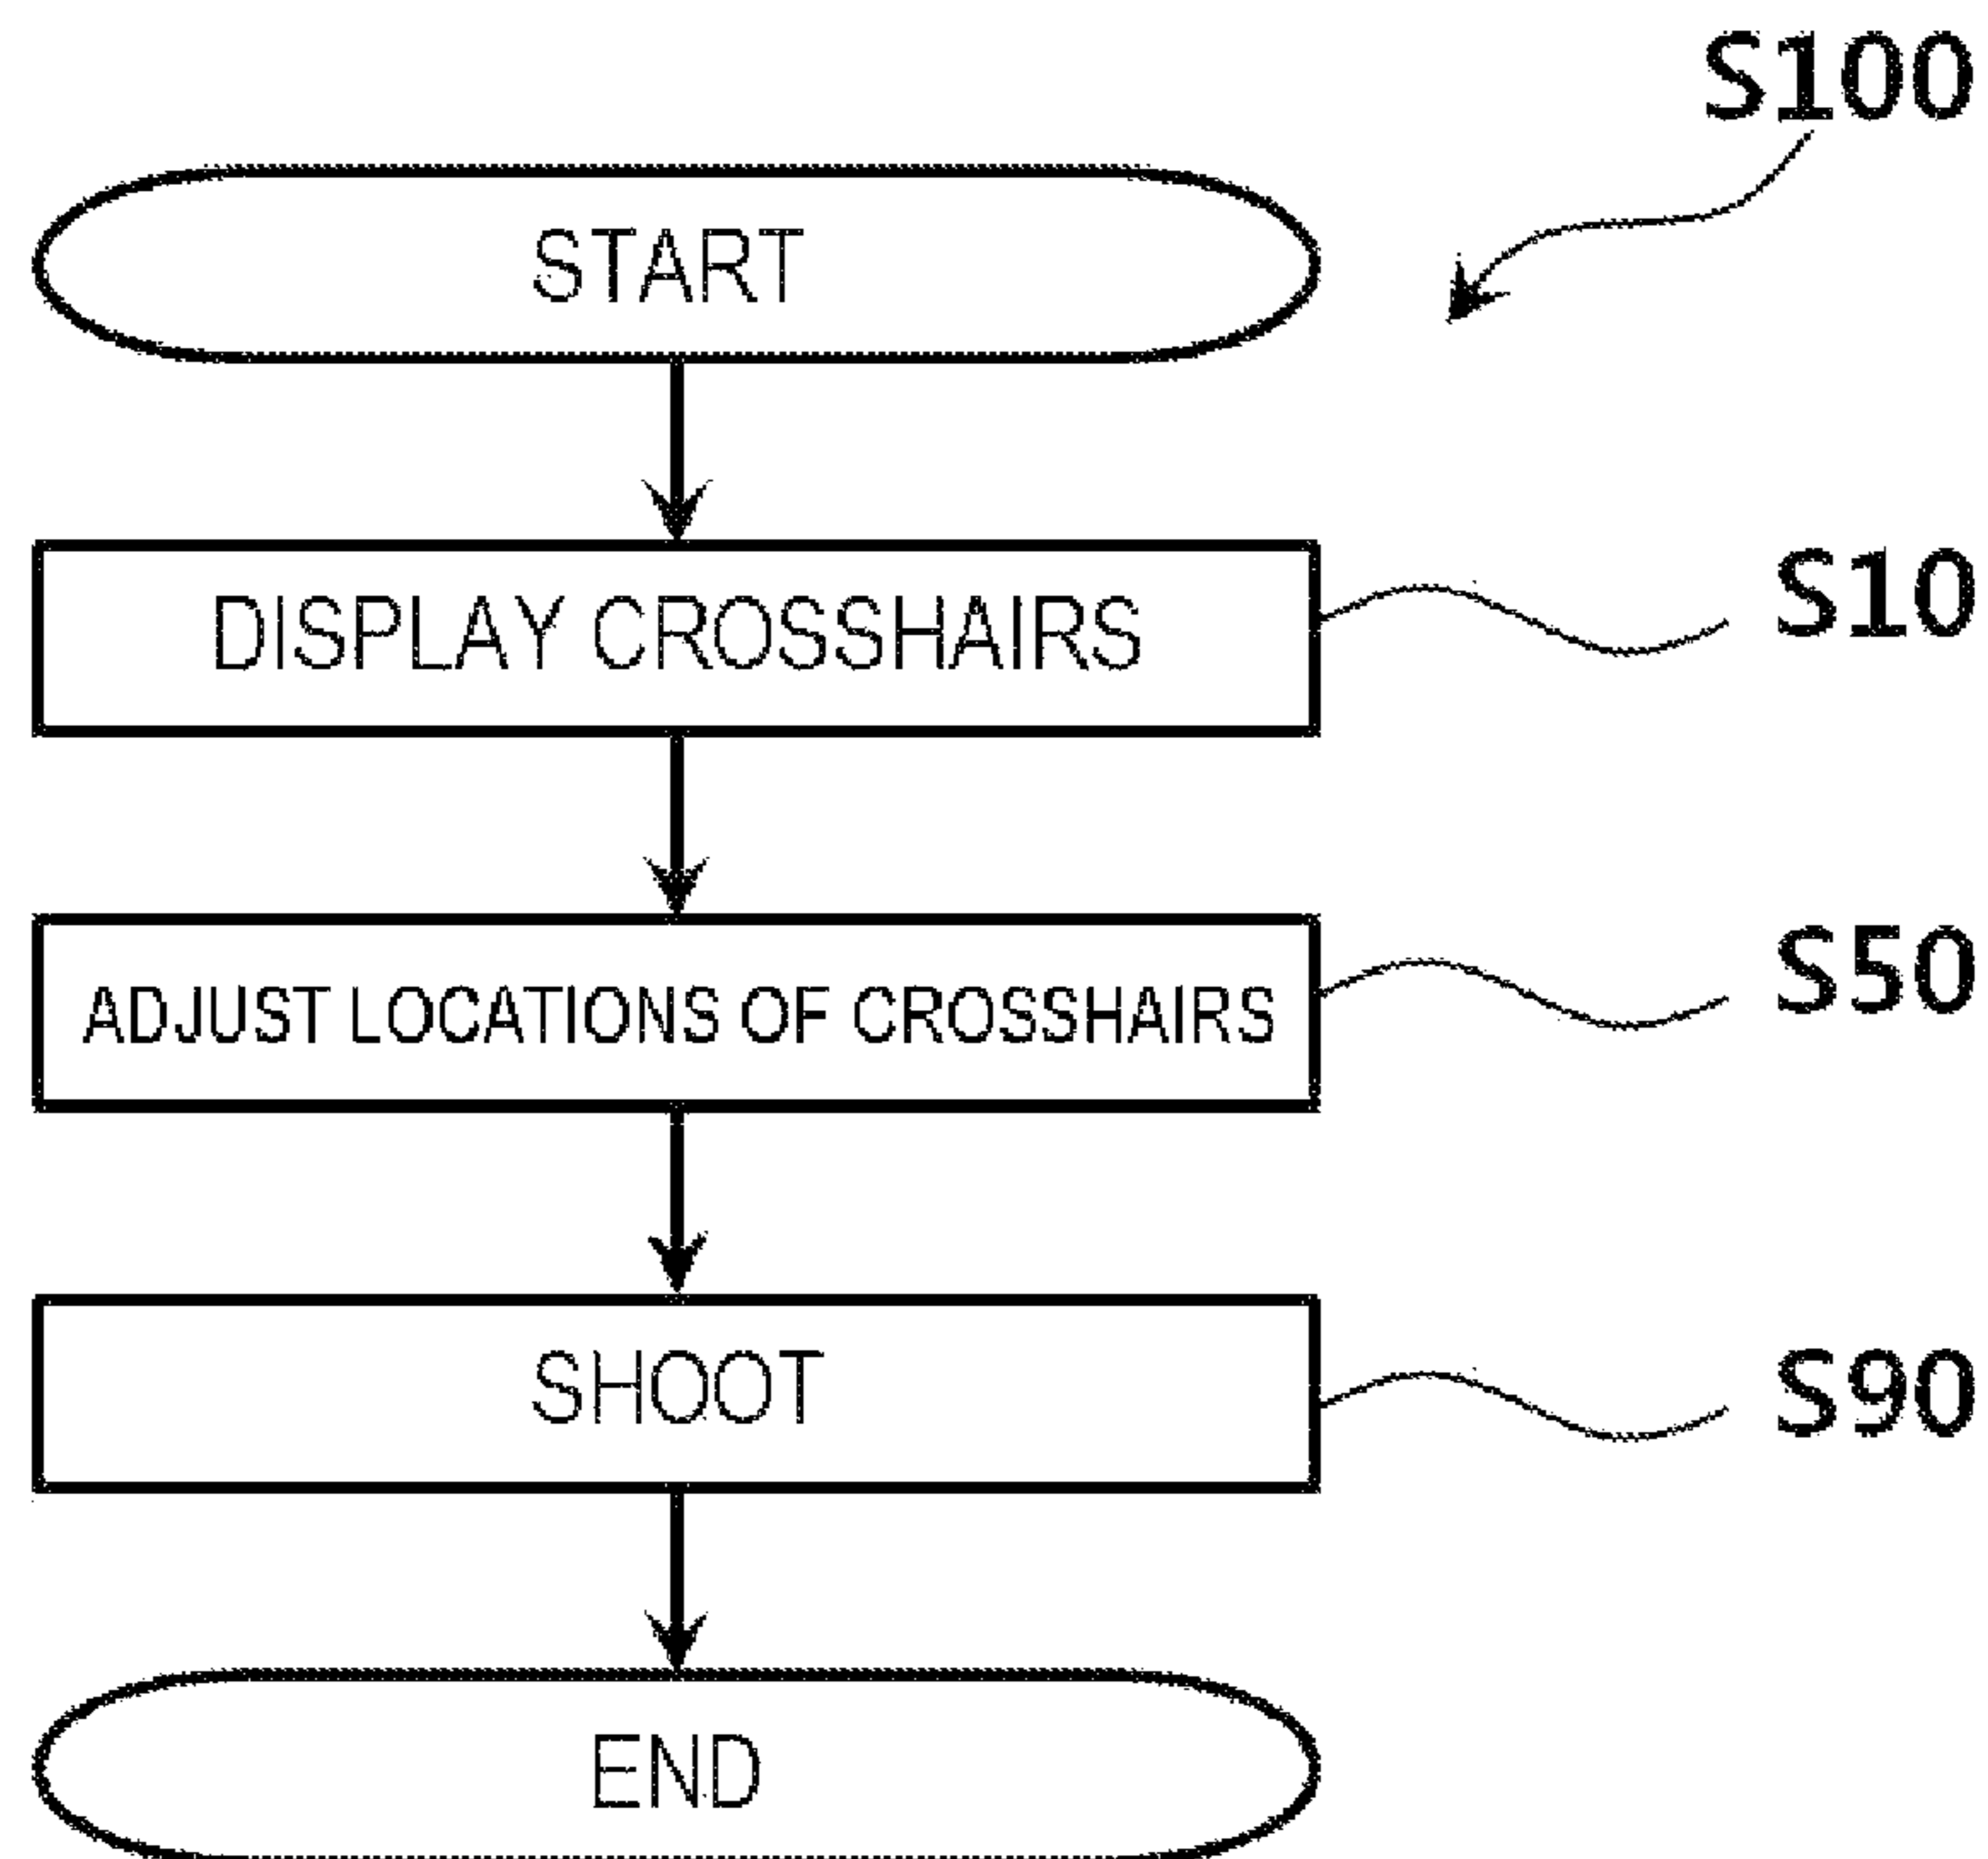 S100
START
DISPLAY CROSSHAIRS
S10
ADJUST LOCATIONS OF CROSSHAIRS
S50
SHOOT
S90
END